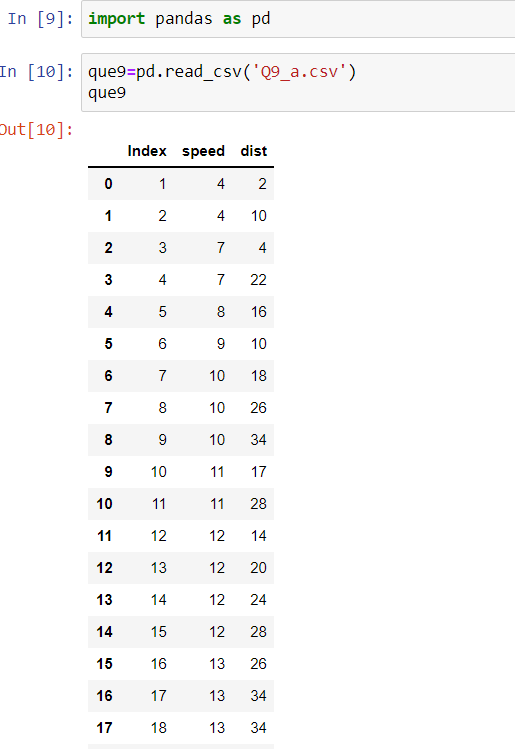 In [9]: import pandas as pd
In [10]: que9=pd.read_csv('Q9_a.csv')
que9
Out[10]:
Index speed dist
0 1 4 2
1 2 4 10
2 3 7 4
3 4 7 22
4 5 8 16
5 6 9 10
6 7 10 18
7 8 10 26
8 9 10 34
9 10 11 17
10 11 11 28
11 12 12 14
12 13 12 20
13 14 12 24
14 15 12 28
15 16 13 26
16 17 13 34
17 18 13 34